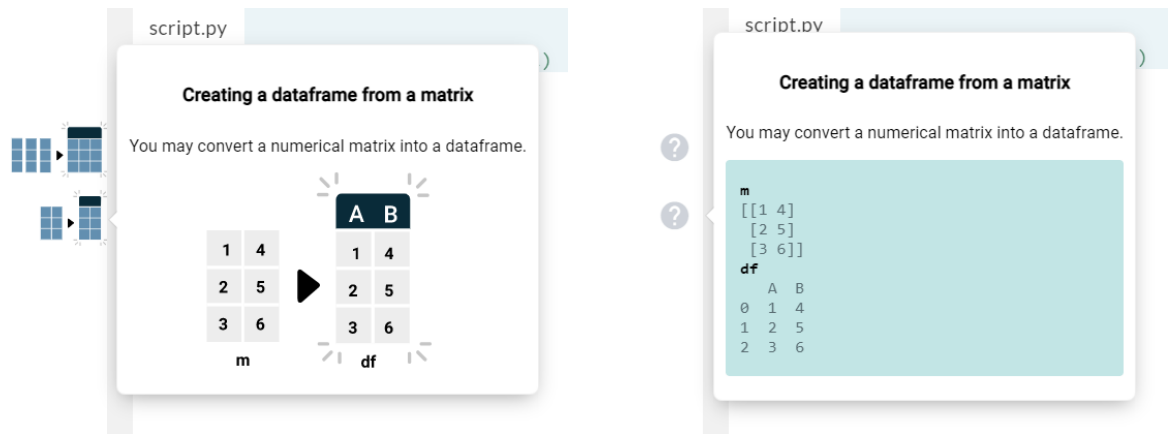 script.py
)
Creating a dataframe from a matrix
You may convert a numerical matrix into a dataframe.
A B
1 4 1 4
2 5 2 5
3 6 3 6
m df
script.py
)
Creating a dataframe from a matrix
You may convert a numerical matrix into a dataframe.
?
?
m
[[1 4]
 [2 5]
 [3 6]]
df
   A  B
0  1  4
1  2  5
2  3  6